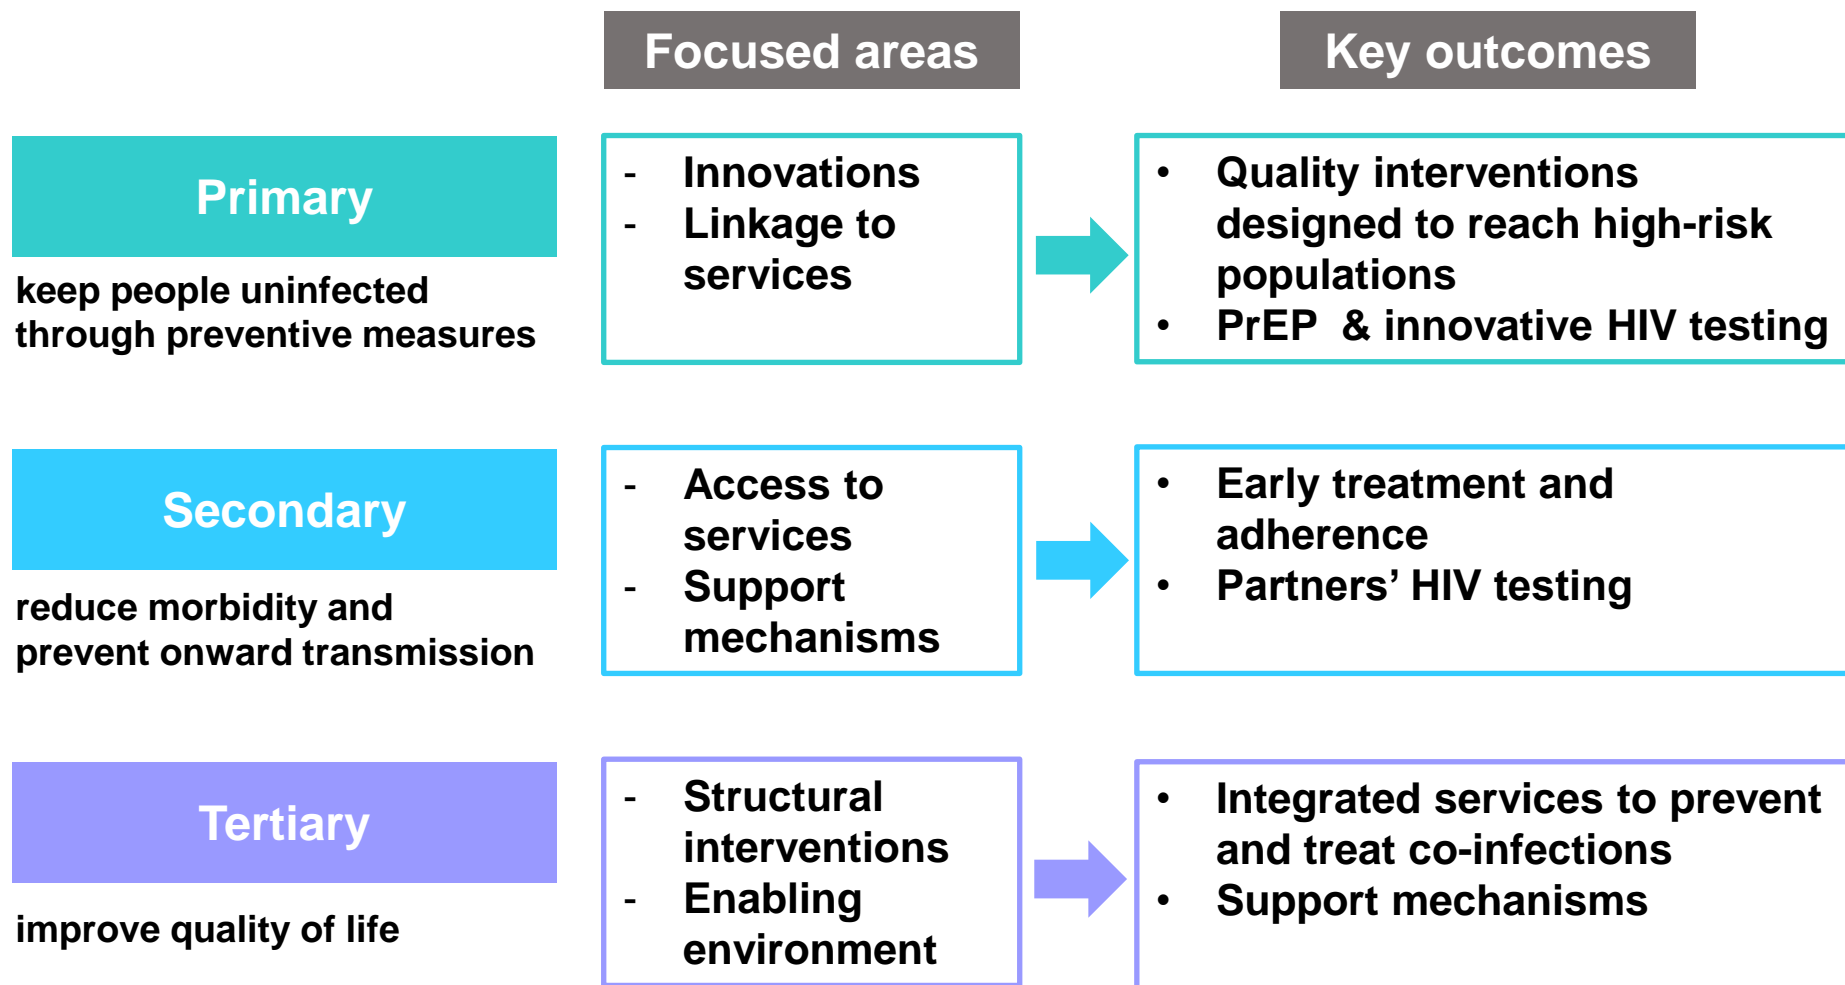 Focused areas
Key outcomes
Primary
keep people uninfected
through preventive measures
- Innovations
- Linkage to
services
• Quality interventions
designed to reach high-risk
populations
• PrEP & innovative HIV testing
Secondary
reduce morbidity and
prevent onward transmission
- Access to
services
- Support
mechanisms
• Early treatment and
adherence
• Partners’ HIV testing
Tertiary
improve quality of life
- Structural
interventions
- Enabling
environment
• Integrated services to prevent
and treat co-infections
• Support mechanisms